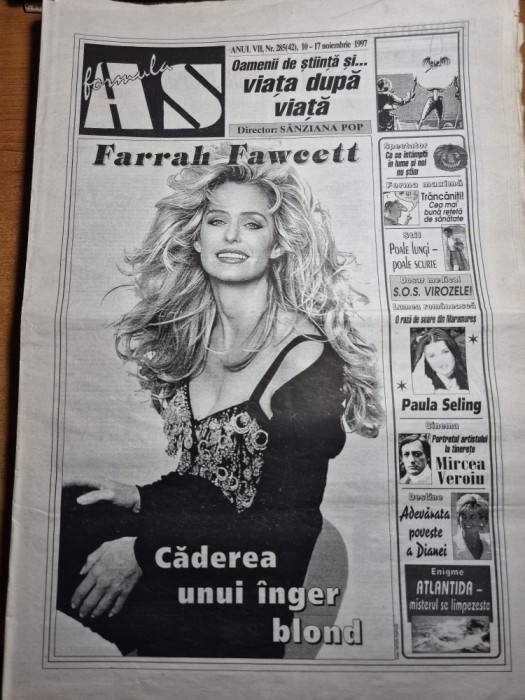 formula
AS
ANUL VII, Nr. 285(42), 10 – 17 noiembrie 1997
Oamenii de știință și...
viața după
viață
Director: SÂNZIANA POP
Farrah Fawcett
Căderea
unui înger
blond
Spectator
Ce se întâmplă
în lume și noi
nu știm
Forma maximă
Trăncăniți!
Cea mai
bună rețetă
de sănătate
Stil
Poale lungi –
poale scurte
Dosar medical
S.O.S. VIROZELE!
Lumea românească
O rază de soare din Maramureș
Paula Seling
Cinema
Portretul artistului
la tinerețe
Mircea
Veroiu
Destine
Adevărata
poveste
a Dianei
Enigme
ATLANTIDA –
misterul se limpezește